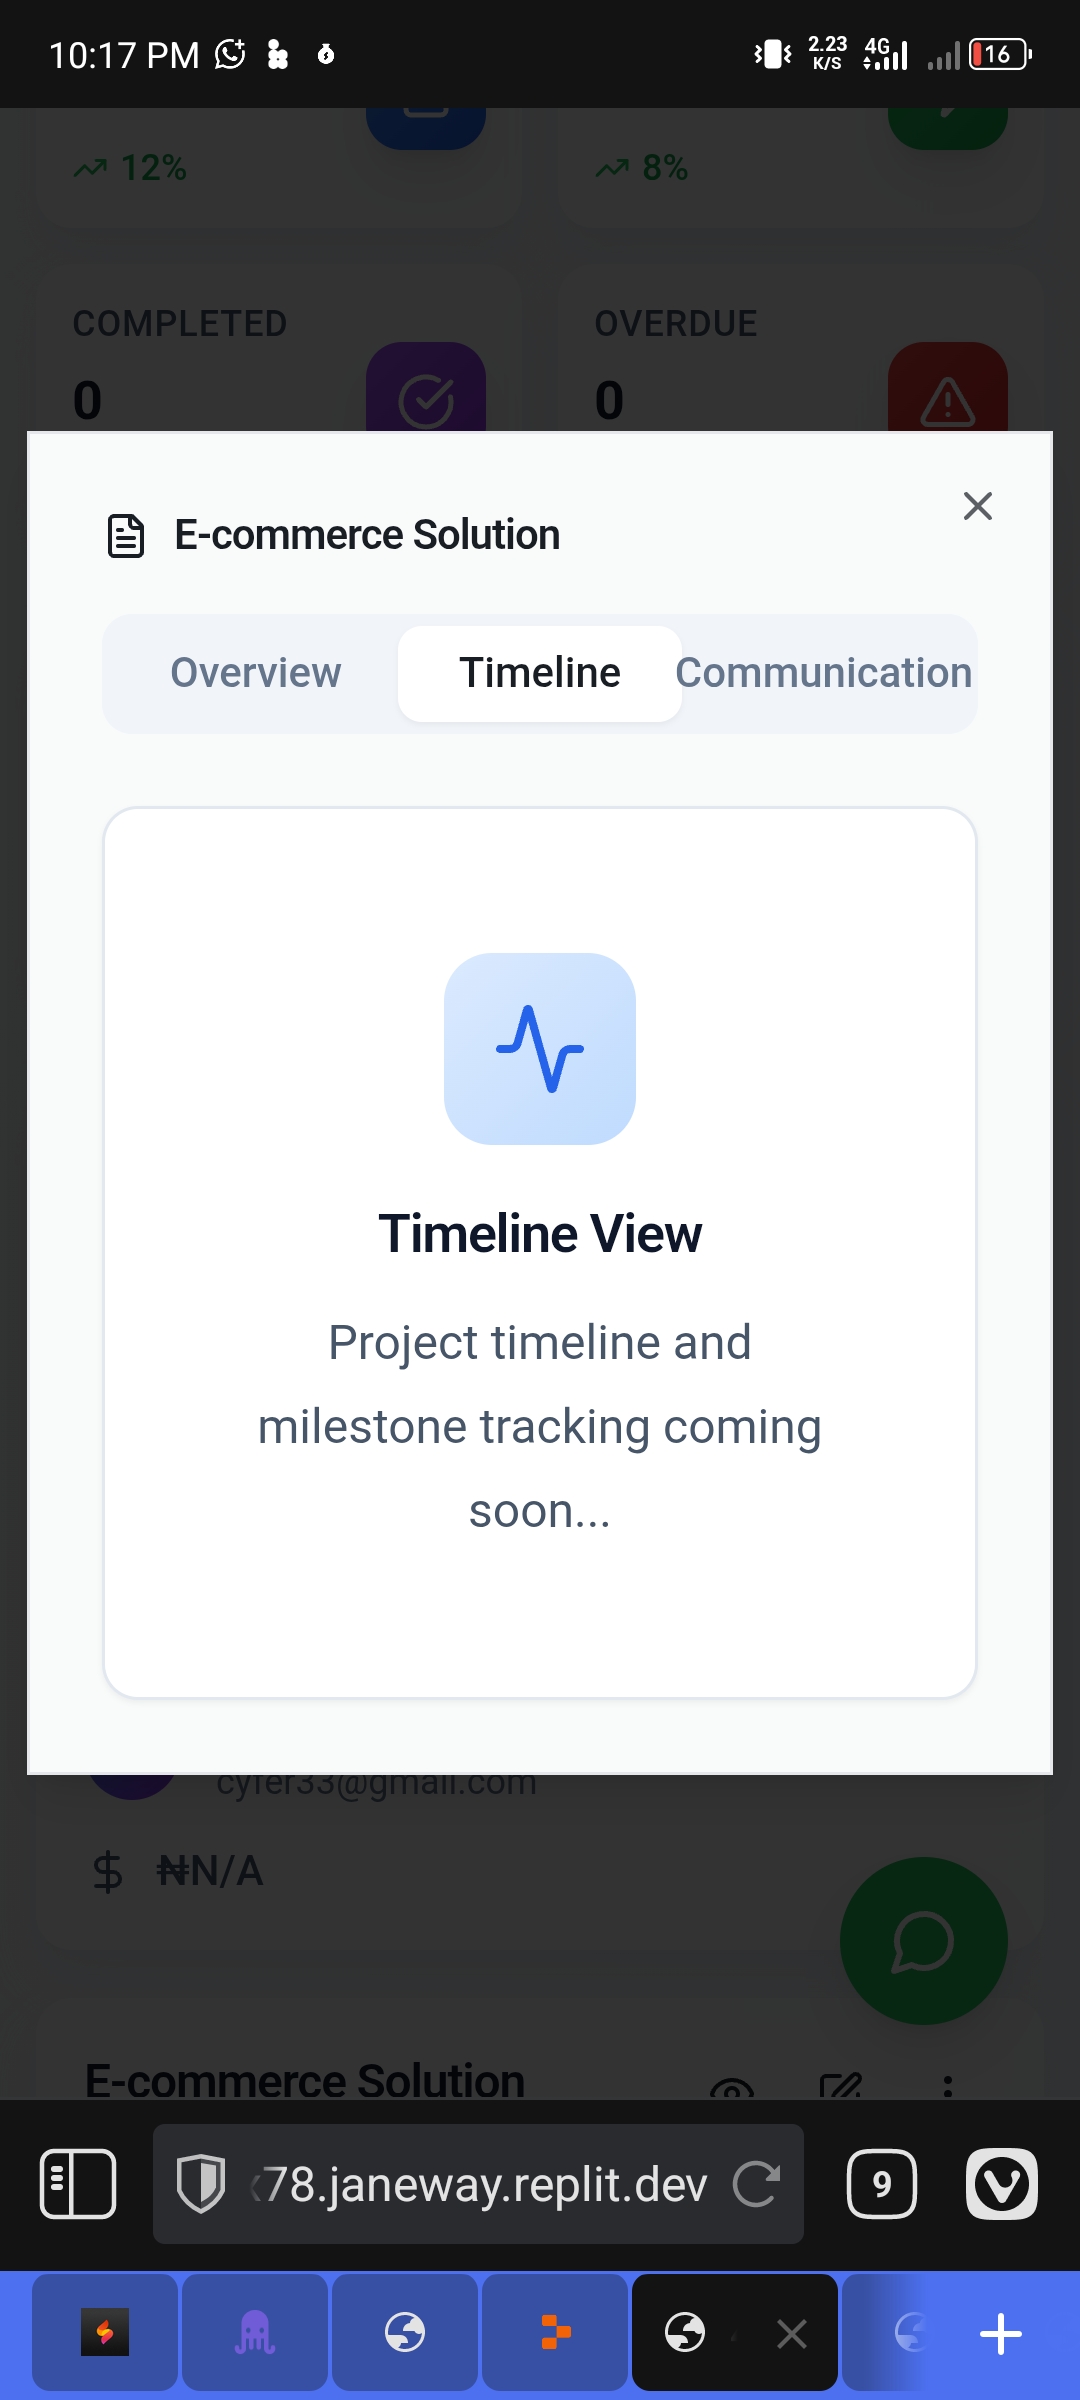 10:17 PM
2.23 K/S
4G
16
12%
8%
COMPLETED
OVERDUE
0
0
E-commerce Solution
Overview
Timeline
Communication
Timeline View
Project timeline and
milestone tracking coming
soon...
cyfer33@gmail.com
₦N/A
E-commerce Solution
78.janeway.replit.dev
9